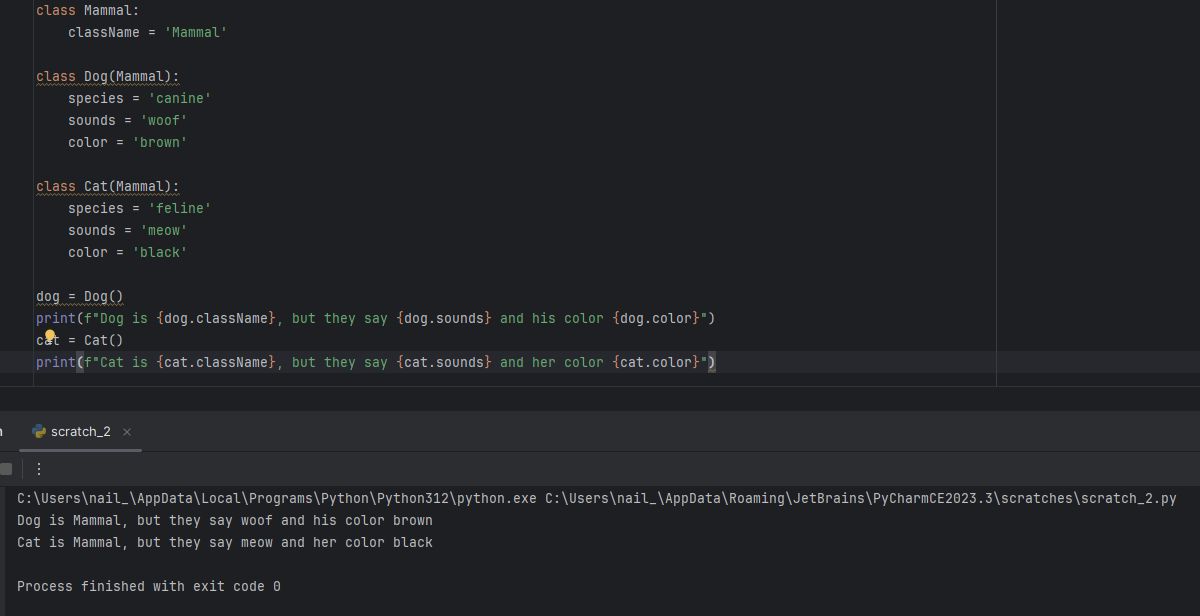 class Mammal:
    className = 'Mammal'

class Dog(Mammal):
    species = 'canine'
    sounds = 'woof'
    color = 'brown'

class Cat(Mammal):
    species = 'feline'
    sounds = 'meow'
    color = 'black'

dog = Dog()
print(f"Dog is {dog.className}, but they say {dog.sounds} and his color {dog.color}")
cat = Cat()
print(f"Cat is {cat.className}, but they say {cat.sounds} and her color {cat.color}")
scratch_2
C:\Users\nail_\AppData\Local\Programs\Python\Python312\python.exe C:\Users\nail_\AppData\Roaming\JetBrains\PyCharmCE2023.3\scratches\scratch_2.py
Dog is Mammal, but they say woof and his color brown
Cat is Mammal, but they say meow and her color black

Process finished with exit code 0